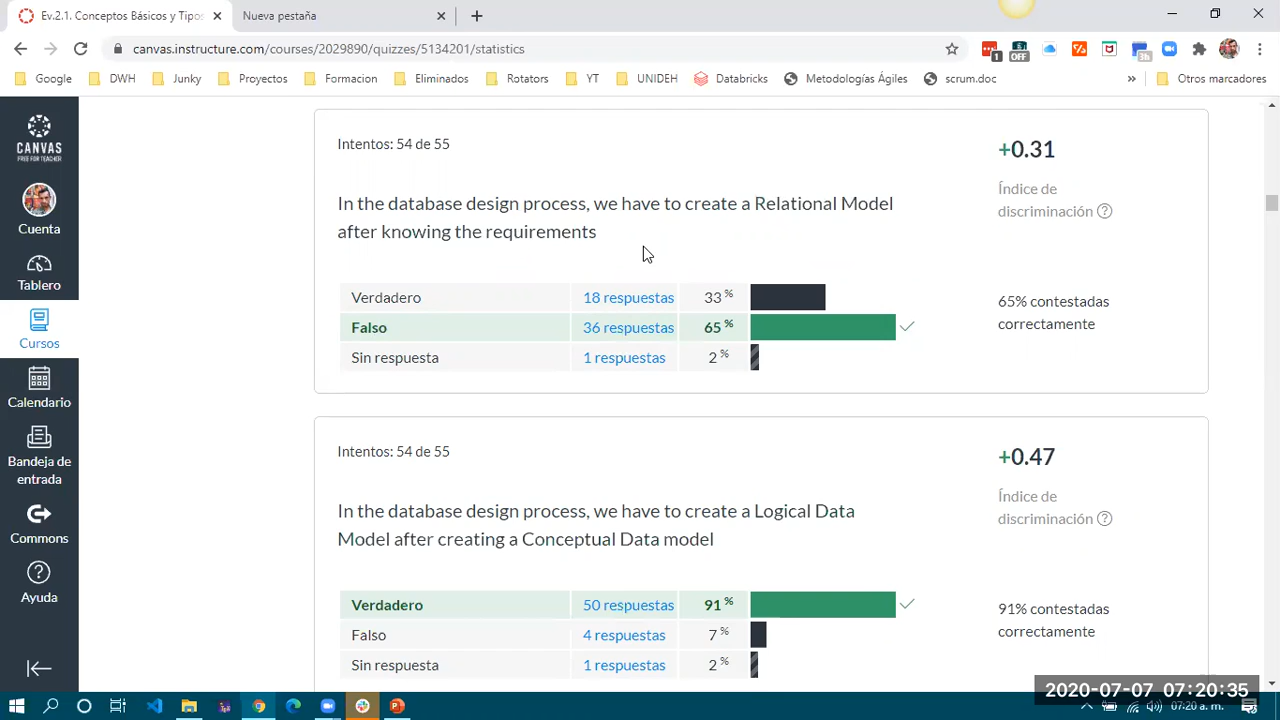 Ev.2.1. Conceptos Básicos y Tipos
Nueva pestaña
canvas.instructure.com/courses/2029890/quizzes/5134201/statistics
1
OFF
3h
Google
DWH
Junky
Proyectos
Formacion
Eliminados
Rotators
YT
UNIDEH
Databricks
Metodologías Ágiles
scrum.doc
»
Otros marcadores
CANVAS
FREE FOR TEACHER
Cuenta
Tablero
Cursos
Calendario
Bandeja de
entrada
Commons
Ayuda
Intentos: 54 de 55
+0.31
Índice de
discriminación
In the database design process, we have to create a Relational Model
after knowing the requirements
Verdadero 18 respuestas 33 %
Falso 36 respuestas 65 %
Sin respuesta 1 respuestas 2 %
65% contestadas
correctamente
Intentos: 54 de 55
+0.47
Índice de
discriminación
In the database design process, we have to create a Logical Data
Model after creating a Conceptual Data model
Verdadero 50 respuestas 91 %
Falso 4 respuestas 7 %
Sin respuesta 1 respuestas 2 %
91% contestadas
correctamente
2020-07-07 07:20:35
07:20 a. m.